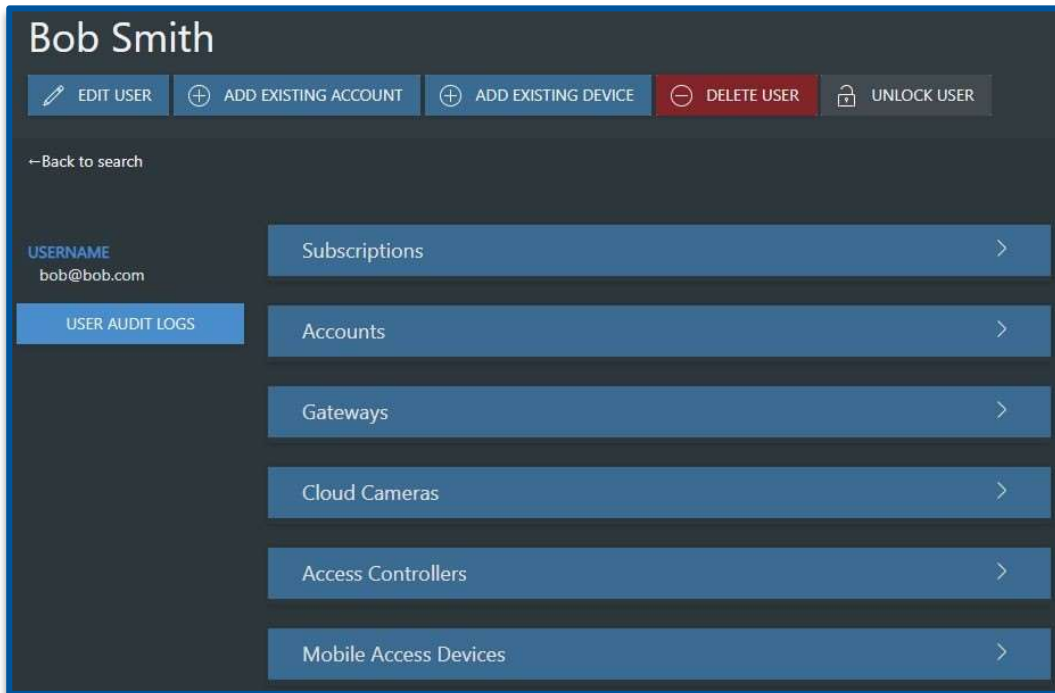 Bob Smith
EDIT USER ADD EXISTING ACCOUNT ADD EXISTING DEVICE DELETE USER UNLOCK USER
←Back to search
USERNAME
bob@bob.com
USER AUDIT LOGS
Subscriptions
Accounts
Gateways
Cloud Cameras
Access Controllers
Mobile Access Devices